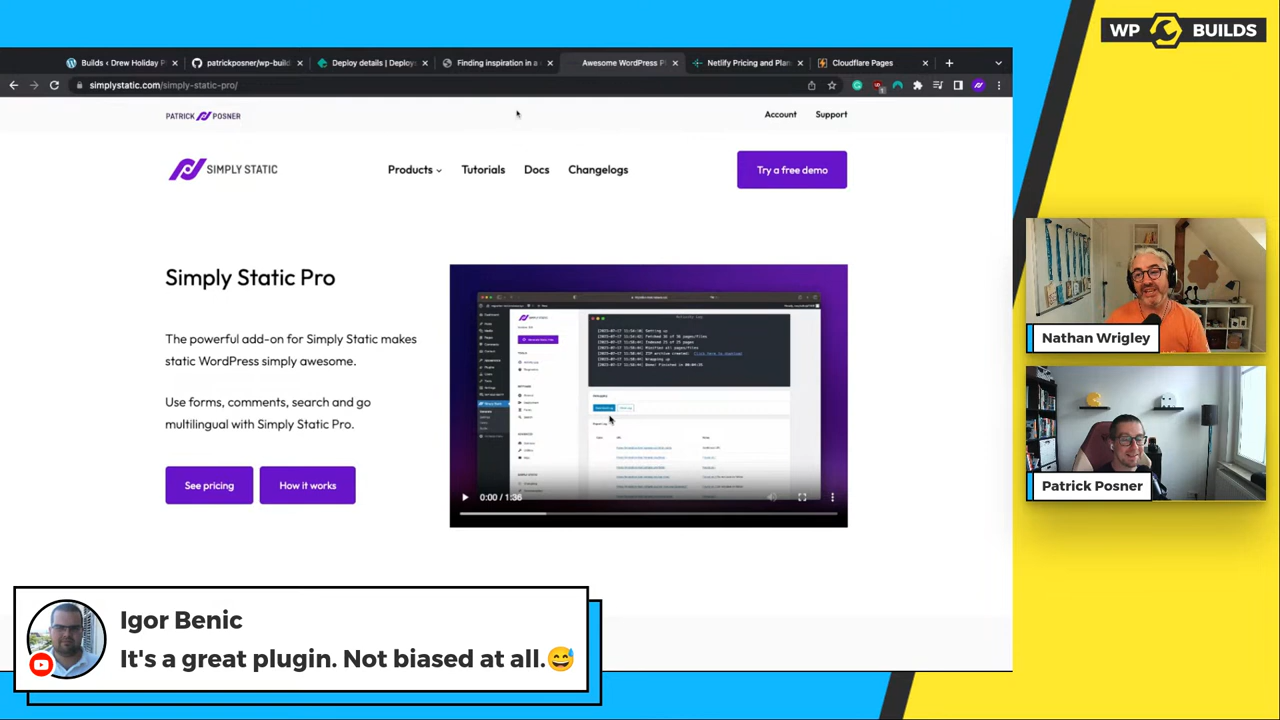 WP BUILDS
Builds < Drew Holiday P
patrickposner/wp-build
Deploy details | Deploys
Finding inspiration in a
Awesome WordPress Pl
Netlify Pricing and Plan
Cloudflare Pages
simplystatic.com/simply-static-pro/
PATRICK POSNER
Account
Support
SIMPLY STATIC
Products
Tutorials
Docs
Changelogs
Try a free demo
Simply Static Pro
The powerful add-on for Simply Static makes
static WordPress simply awesome.
Use forms, comments, search and go
multilingual with Simply Static Pro.
See pricing
How it works
0:00 / 1:36
Nathan Wrigley
Patrick Posner
Igor Benic
It's a great plugin. Not biased at all.😅